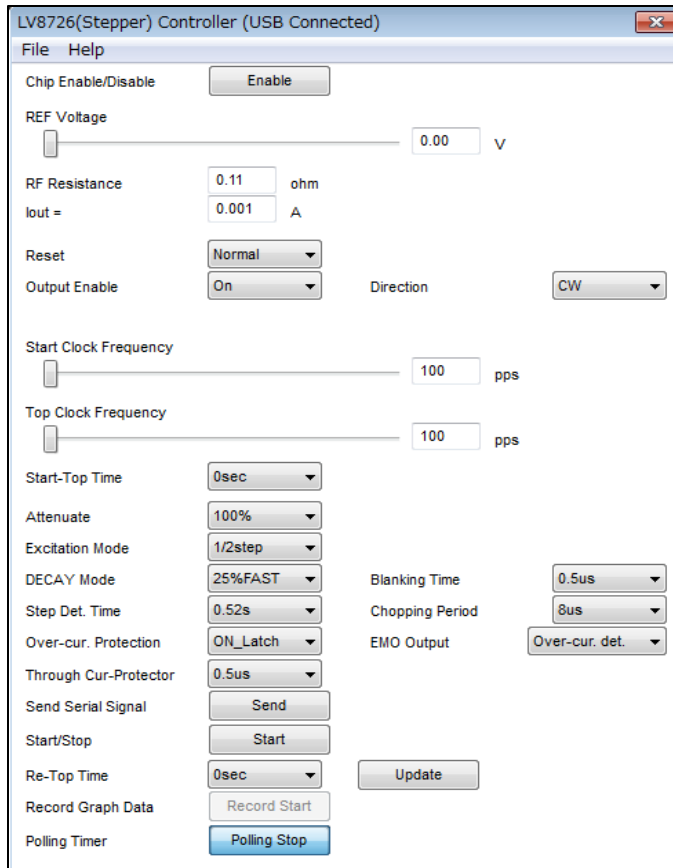 LV8726(Stepper) Controller (USB Connected)
File Help
Chip Enable/Disable Enable
REF Voltage
0.00 V
RF Resistance 0.11 ohm
Iout = 0.001 A
Reset Normal
Output Enable On Direction CW
Start Clock Frequency
100 pps
Top Clock Frequency
100 pps
Start-Top Time 0sec
Attenuate 100%
Excitation Mode 1/2step
DECAY Mode 25%FAST Blanking Time 0.5us
Step Det. Time 0.52s Chopping Period 8us
Over-cur. Protection ON_Latch EMO Output Over-cur. det.
Through Cur-Protector 0.5us
Send Serial Signal Send
Start/Stop Start
Re-Top Time 0sec Update
Record Graph Data Record Start
Polling Timer Polling Stop